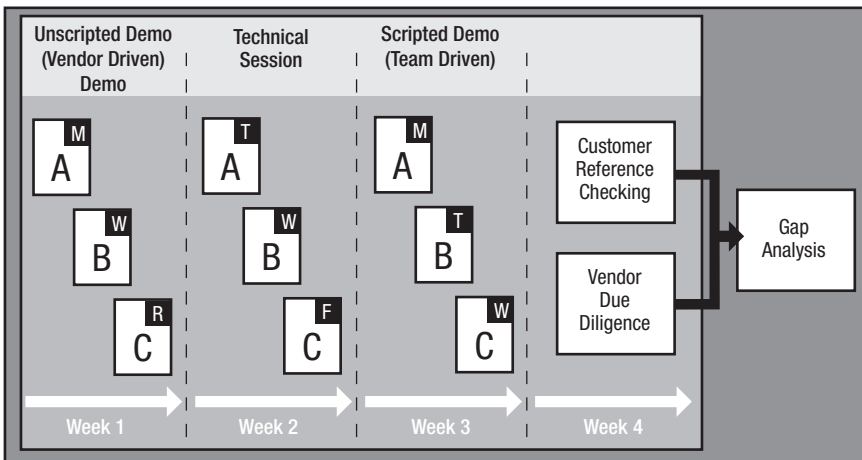 Unscripted Demo
(Vendor Driven)
Demo
Technical
Session
Scripted Demo
(Team Driven)
M
A
W
B
R
C
T
A
W
B
F
C
M
A
T
B
W
C
Customer
Reference
Checking
Vendor
Due
Diligence
Gap
Analysis
Week 1
Week 2
Week 3
Week 4